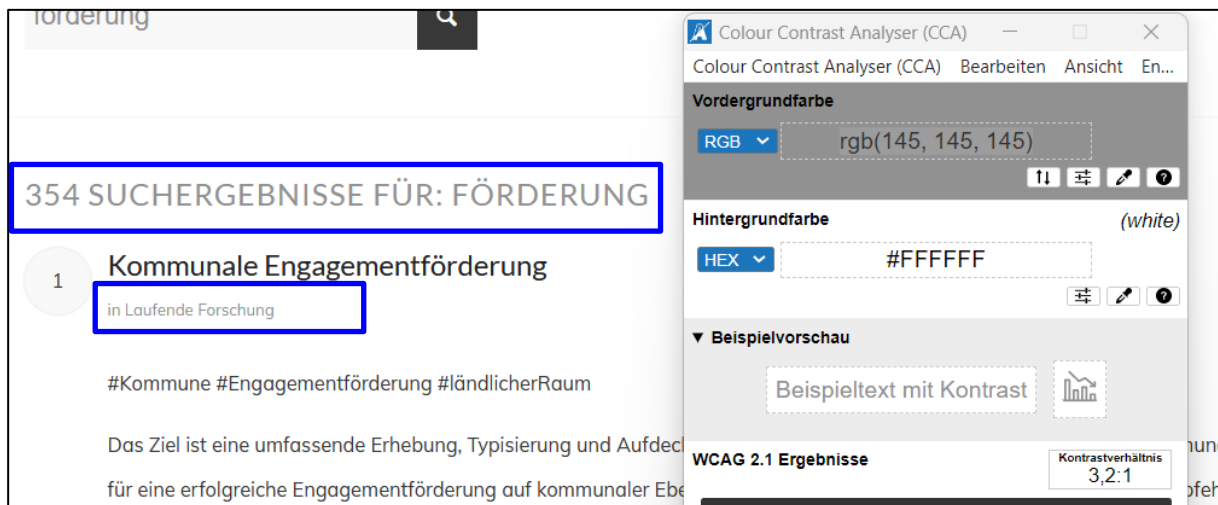 förderung
354 SUCHERGEBNISSE FÜR: FÖRDERUNG
1
Kommunale Engagementförderung
in Laufende Forschung
#Kommune #Engagementförderung #ländlicherRaum
Das Ziel ist eine umfassende Erhebung, Typisierung und
für eine erfolgreiche Engagementförderung auf kommunaler
Colour Contrast Analyser (CCA)
Colour Contrast Analyser (CCA) Bearbeiten Ansicht En...
Vordergrundfarbe
RGB rgb(145, 145, 145)
Hintergrundfarbe (white)
HEX #FFFFFF
▼ Beispielvorschau
Beispieltext mit Kontrast
WCAG 2.1 Ergebnisse
Kontrastverhältnis
3,2:1